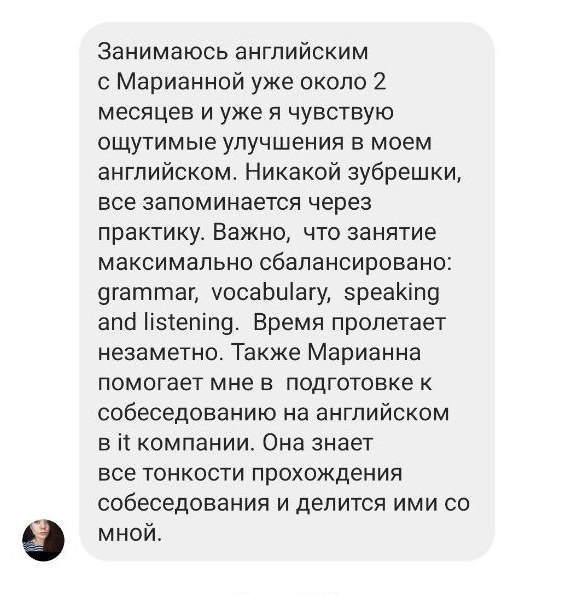 Занимаюсь английским
с Марианной уже около 2
месяцев и уже я чувствую
ощутимые улучшения в моем
английском. Никакой зубрешки,
все запоминается через
практику. Важно, что занятие
максимально сбалансировано:
grammar, vocabulary, speaking
and listening. Время пролетает
незаметно. Также Марианна
помогает мне в подготовке к
собеседованию на английском
в it компании. Она знает
все тонкости прохождения
собеседования и делится ими со
мной.